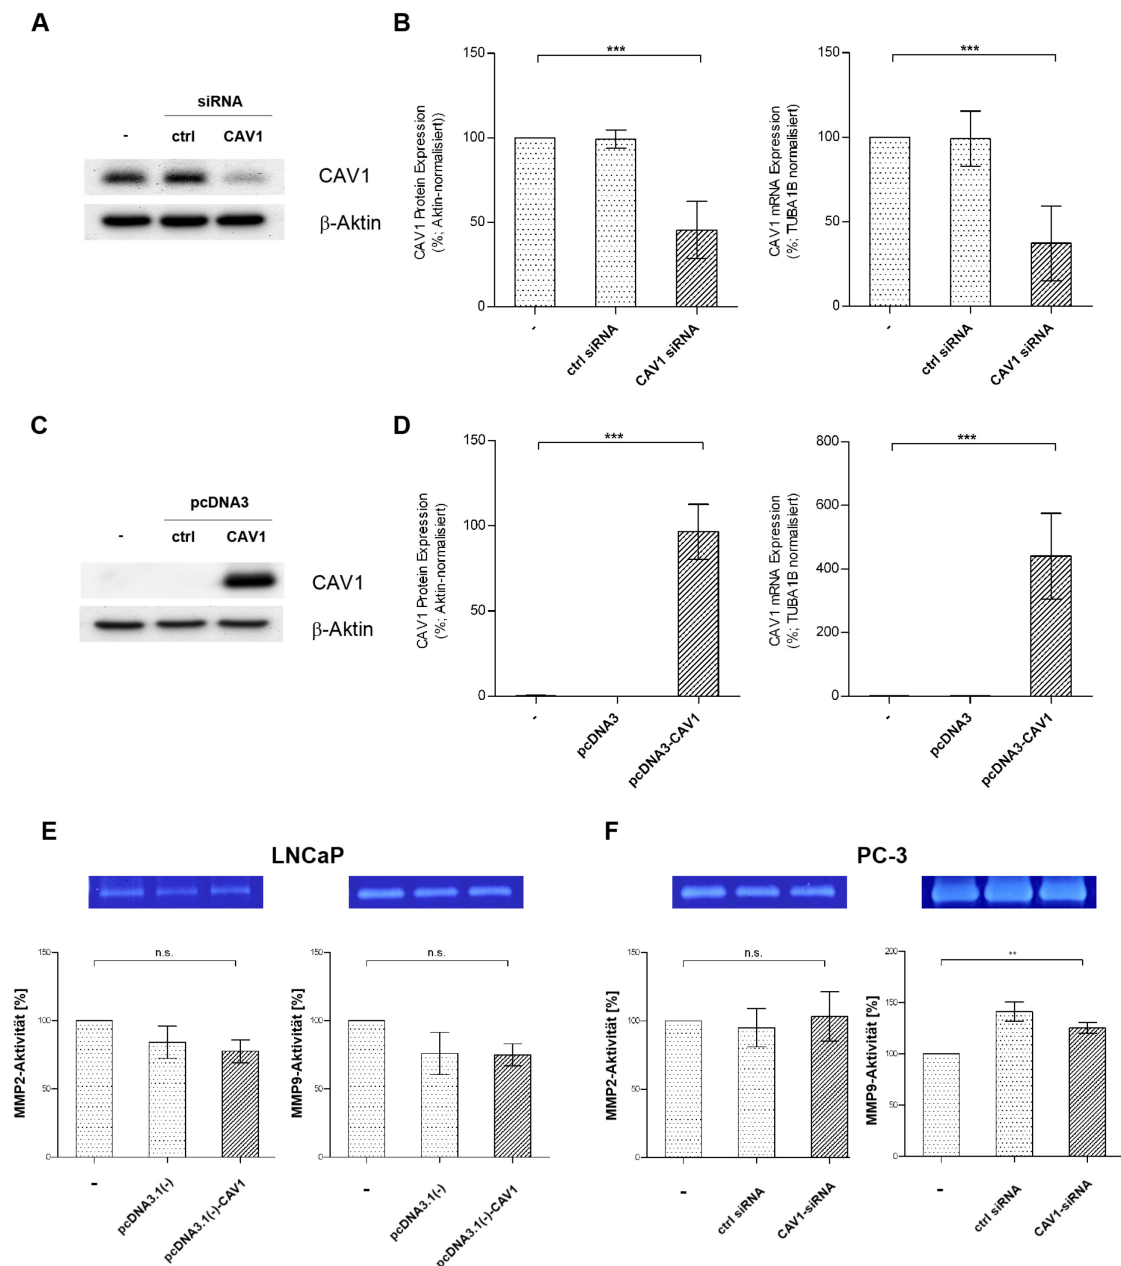 A
siRNA
-
ctrl
CAV1
CAV1
β-Aktin
B
CAV1 Protein Expression
(%; Aktin-normalisiert))
150
100
50
0
***
-
ctrl siRNA
CAV1 siRNA
CAV1 mRNA Expression
(%; TUBA1B normalisiert)
150
100
50
0
***
-
ctrl siRNA
CAV1 siRNA
C
pcDNA3
-
ctrl
CAV1
CAV1
β-Aktin
D
CAV1 Protein Expression
(%; Aktin-normalisiert)
150
100
50
0
***
-
pcDNA3
pcDNA3-CAV1
CAV1 mRNA Expression
(%; TUBA1B normalisiert)
800
600
400
200
0
***
-
pcDNA3
pcDNA3-CAV1
E
LNCaP
MMP2-Aktivität [%]
150
100
50
0
n.s.
-
pcDNA3.1(-)
pcDNA3.1(-)-CAV1
MMP9-Aktivität [%]
150
100
50
0
n.s.
-
pcDNA3.1(-)
pcDNA3.1(-)-CAV1
F
PC-3
MMP2-Aktivität [%]
150
100
50
0
n.s.
-
ctrl siRNA
CAV1-siRNA
MMP9-Aktivität [%]
200
150
100
50
0
**
-
ctrl siRNA
CAV1-siRNA